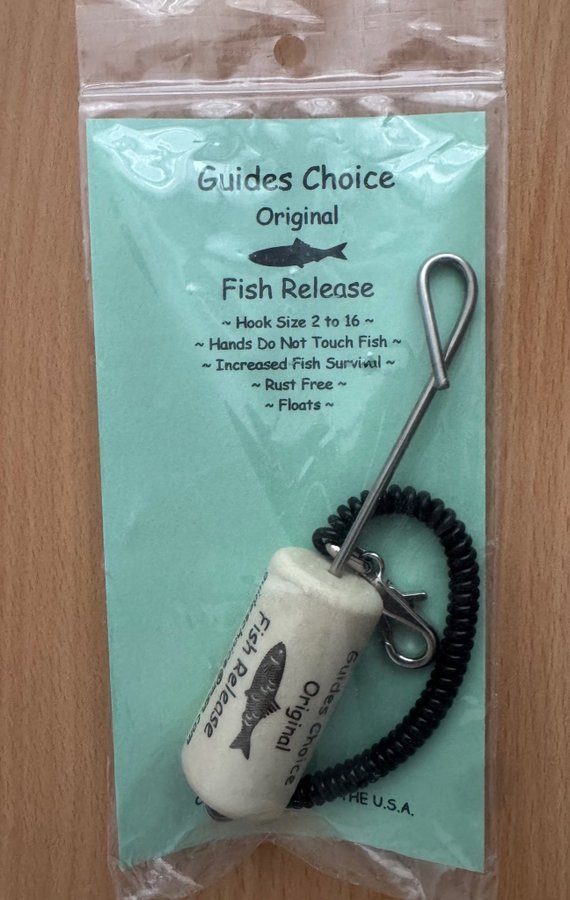 Guides Choice
Original
Fish Release
~ Hook Size 2 to 16 ~
~ Hands Do Not Touch Fish ~
~ Increased Fish Survival ~
~ Rust Free ~
~ Floats ~
Guides Choice
Original
Fish Release
THE U.S.A.